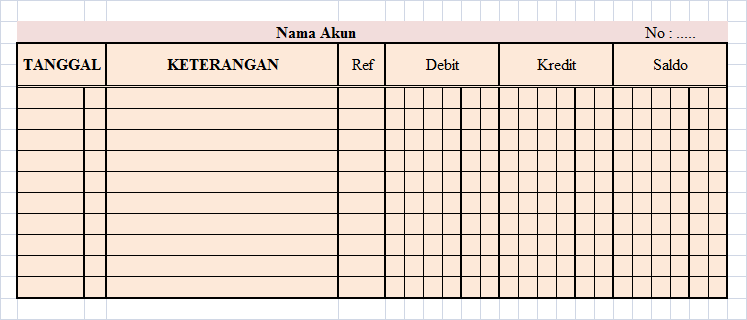 Nama Akun No : .....
TANGGAL KETERANGAN Ref Debit Kredit Saldo